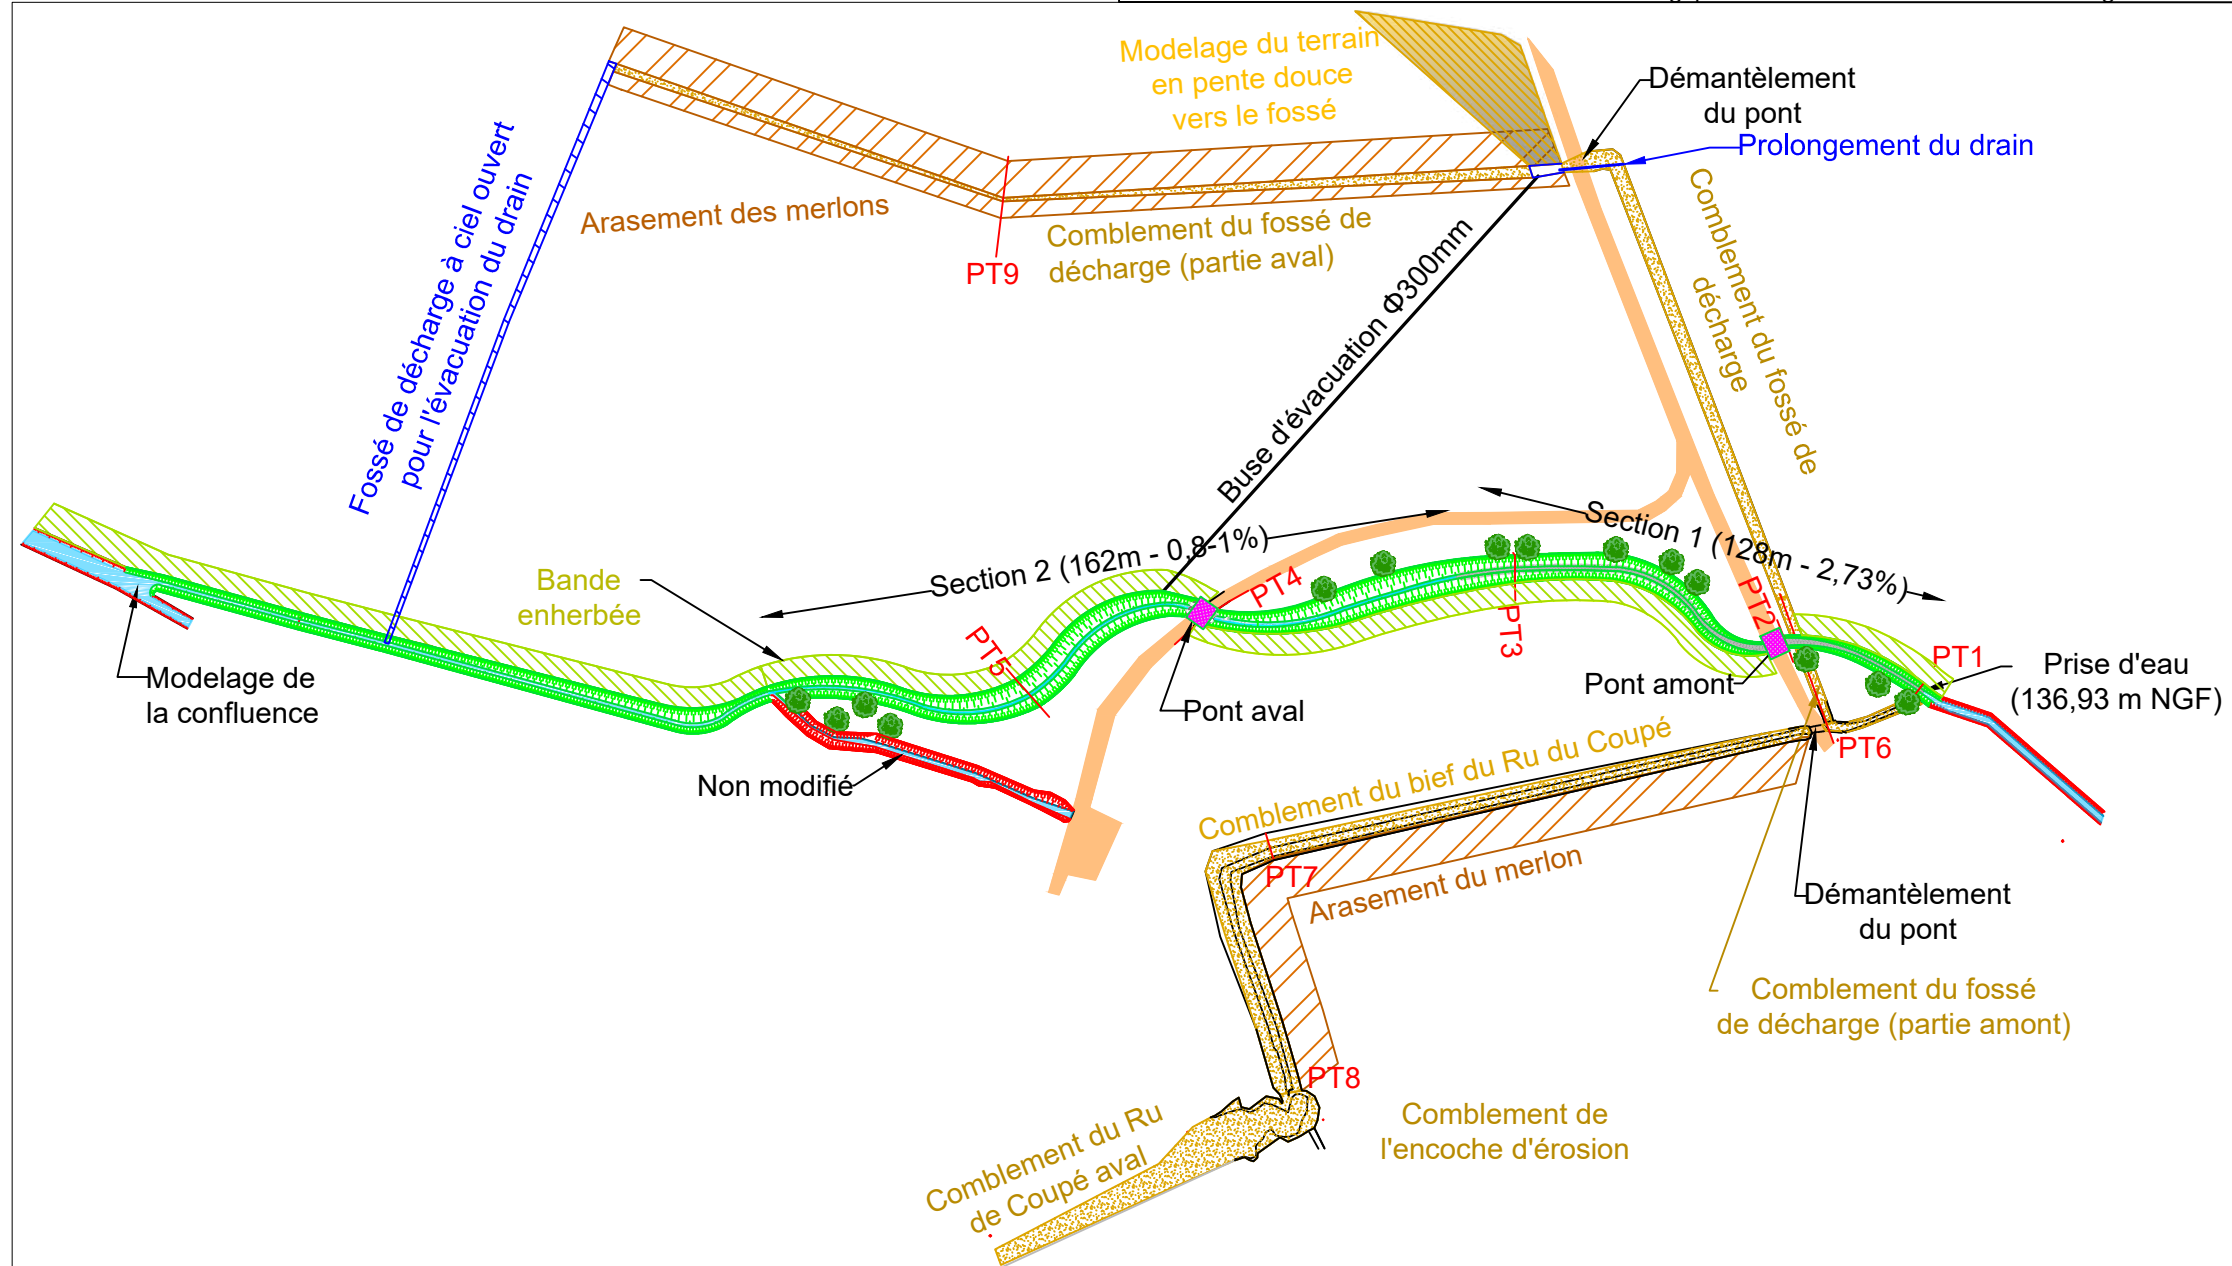 Modelage du terrain
en pente douce
vers le fossé
Démantèlement
du pont
Prolongement du drain
Fossé de décharge à ciel ouvert
pour l'évacuation du drain
Arasement des merlons
PT9
Comblement du fossé de
décharge (partie aval)
Buse d'évacuation Φ300mm
Comblement du fossé de
décharge
Section 2 (162m - 0,8-1%)
Section 1 (128m - 2,73%)
Bande
enherbée
PT5
PT4
PT3
PT2
PT1
Prise d'eau
(136,93 m NGF)
Modelage de
la confluence
Pont aval
Pont amont
Non modifié
PT6
Comblement du bief du Ru du Coupé
PT7
Arasement du merlon
Démantèlement
du pont
Comblement du fossé
de décharge (partie amont)
PT8
Comblement de
l'encoche d'érosion
Comblement du Ru
de Coupé aval